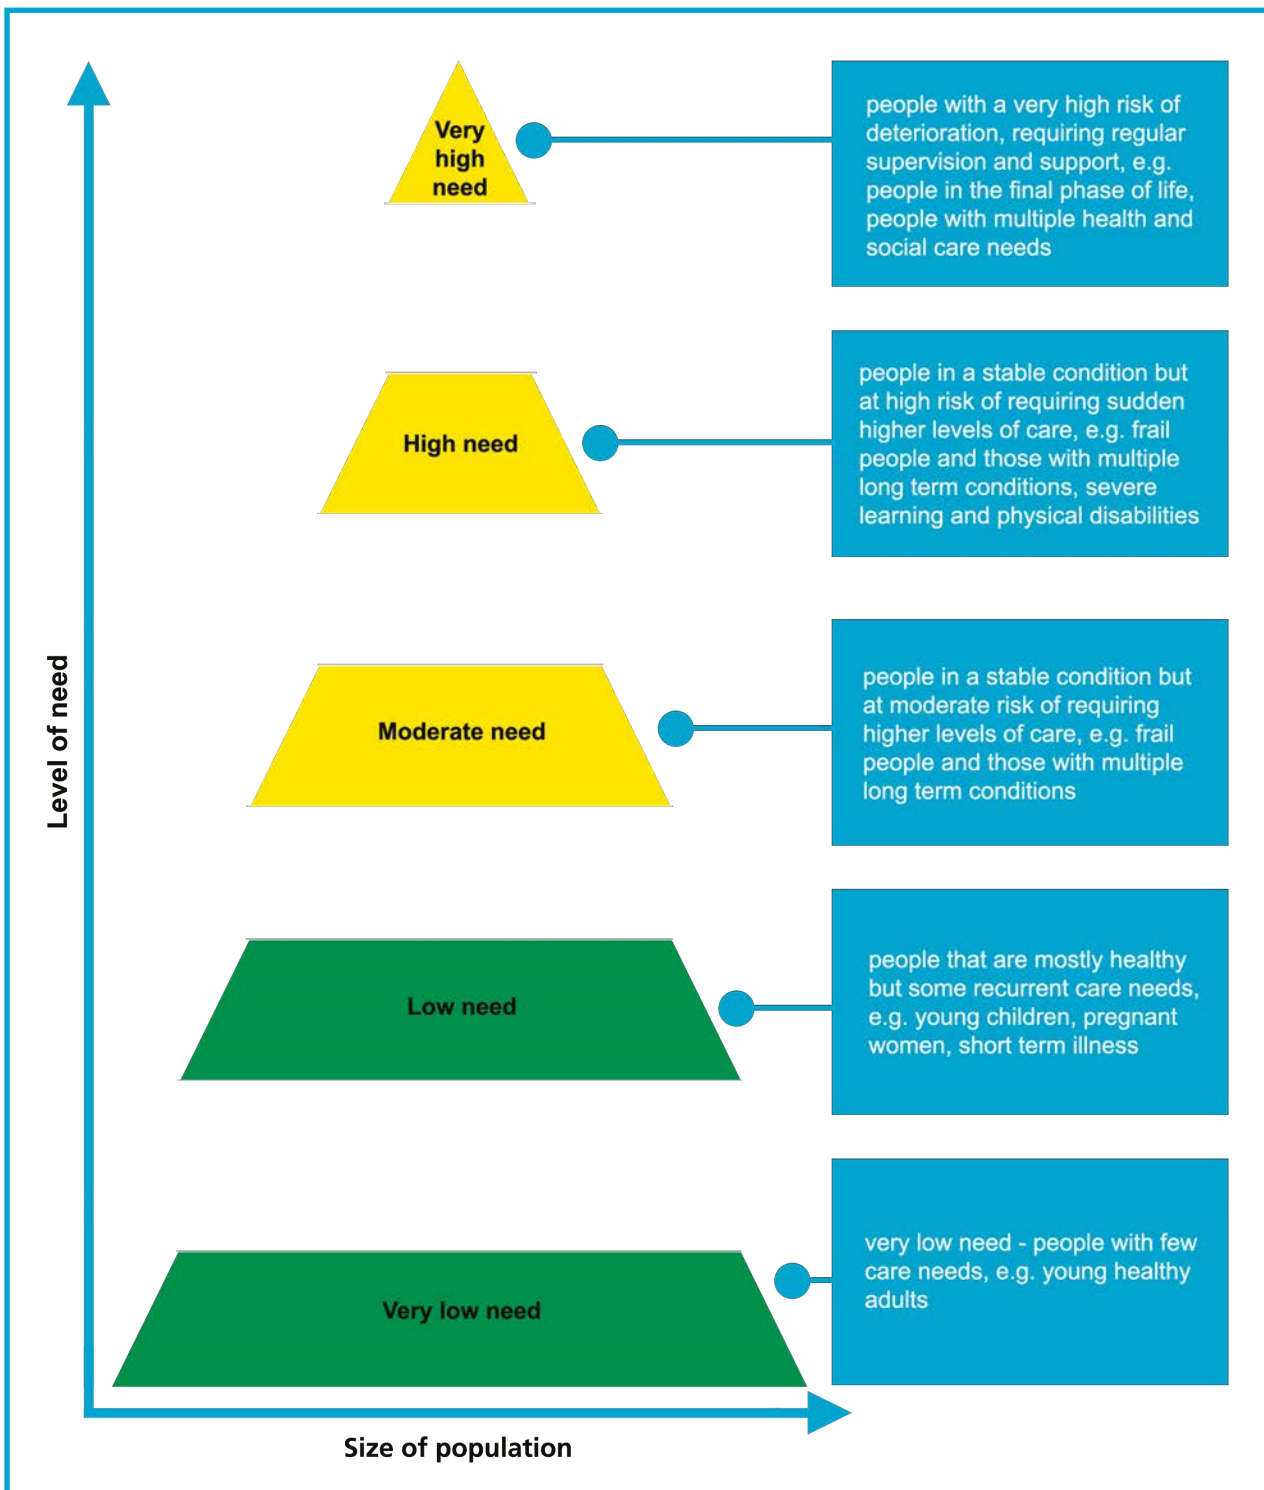 Very
high
need
people with a very high risk of
deterioration, requiring regular
supervision and support, e.g.
people in the final phase of life,
people with multiple health and
social care needs
High need
people in a stable condition but
at high risk of requiring sudden
higher levels of care, e.g. frail
people and those with multiple
long term conditions, severe
learning and physical disabilities
Level of need
Moderate need
people in a stable condition but
at moderate risk of requiring
higher levels of care, e.g. frail
people and those with multiple
long term conditions
Low need
people that are mostly healthy
but some recurrent care needs,
e.g. young children, pregnant
women, short term illness
Very low need
very low need - people with few
care needs, e.g. young healthy
adults
Size of population